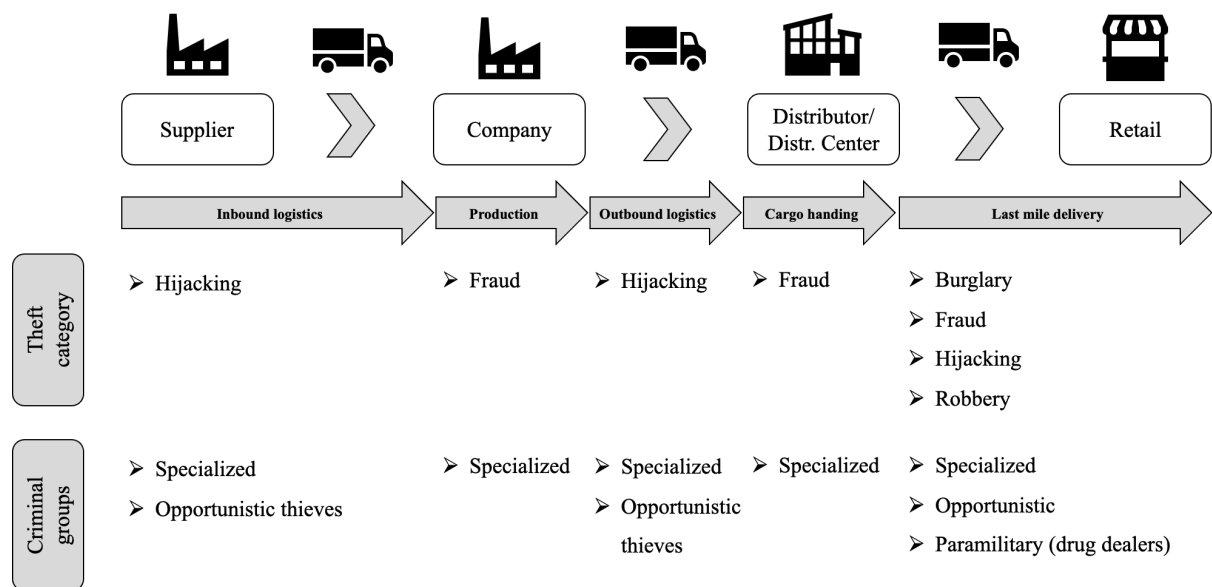 Supplier
Company
Distributor/
Distr. Center
Retail
Inbound logistics
Production
Outbound logistics
Cargo handing
Last mile delivery
Theft
category
➢ Hijacking
➢ Fraud
➢ Hijacking
➢ Fraud
➢ Burglary
➢ Fraud
➢ Hijacking
➢ Robbery
Criminal
groups
➢ Specialized
➢ Opportunistic thieves
➢ Specialized
➢ Specialized
➢ Opportunistic
thieves
➢ Specialized
➢ Specialized
➢ Opportunistic
➢ Paramilitary (drug dealers)